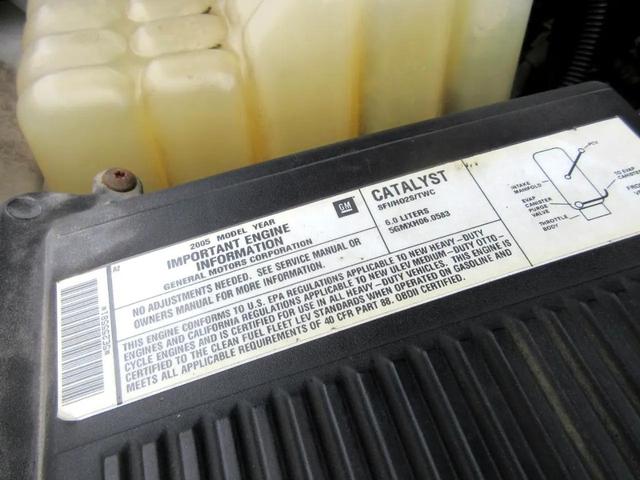 A2
2005 MODEL YEAR
IMPORTANT ENGINE
INFORMATION
GENERAL MOTORS CORPORATION
GM
CATALYST
SFI/HO2S/TWC
6.0 LITERS
5GMXH06.0583
NO ADJUSTMENTS NEEDED. SEE SERVICE MANUAL OR
OWNERS MANUAL FOR MORE INFORMATION.
THIS ENGINE CONFORMS TO U.S. EPA REGULATIONS APPLICABLE TO NEW HEAVY-DUTY
ENGINES AND CALIFORNIA REGULATIONS APPLICABLE TO NEW ULEV MEDIUM-DUTY OTTO-
CYCLE ENGINES AND IS CERTIFIED FOR USE IN ALL HEAVY-DUTY VEHICLES. THIS ENGINE IS
CERTIFIED TO THE CLEAN FUEL FLEET LEV STANDARDS WHEN OPERATED ON GASOLINE AND
MEETS ALL APPLICABLE REQUIREMENTS OF 40 CFR PART 88. OBDII CERTIFIED.
PCV
INTAKE
MANIFOLD
EVAP
CANISTER
PURGE
VALVE
THROTTLE
BODY
TO EVAP
CANISTER